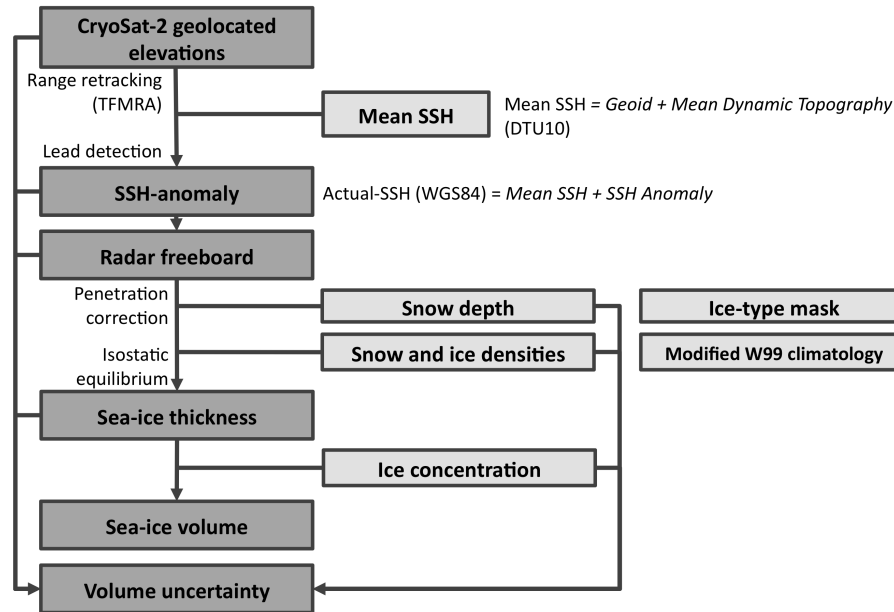 CryoSat-2 geolocated
elevations
Range retracking
(TFMRA)
Mean SSH
Mean SSH = Geoid + Mean Dynamic Topography
(DTU10)
Lead detection
SSH-anomaly
Actual-SSH (WGS84) = Mean SSH + SSH Anomaly
Radar freeboard
Penetration
correction
Snow depth
Ice-type mask
Isostatic
equilibrium
Snow and ice densities
Modified W99 climatology
Sea-ice thickness
Ice concentration
Sea-ice volume
Volume uncertainty